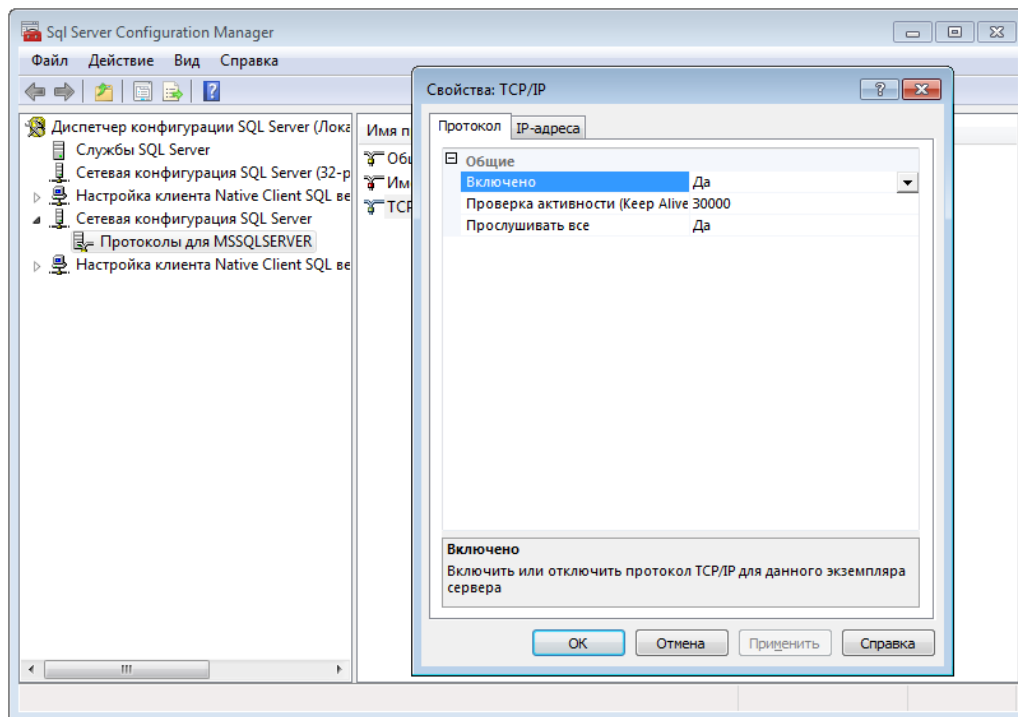 Sql Server Configuration Manager
Файл Действие Вид Справка
Диспетчер конфигурации SQL Server (Лока
Службы SQL Server
Сетевая конфигурация SQL Server (32-р
Настройка клиента Native Client SQL ве
Сетевая конфигурация SQL Server
Протоколы для MSSQLSERVER
Настройка клиента Native Client SQL ве
Имя п
Общ
Им
TCP
Свойства: TCP/IP
Протокол IP-адреса
Общие
Включено Да
Проверка активности (Keep Alive 30000
Прослушивать все Да
Включено
Включить или отключить протокол TCP/IP для данного экземпляра
сервера
ОК Отмена Применить Справка